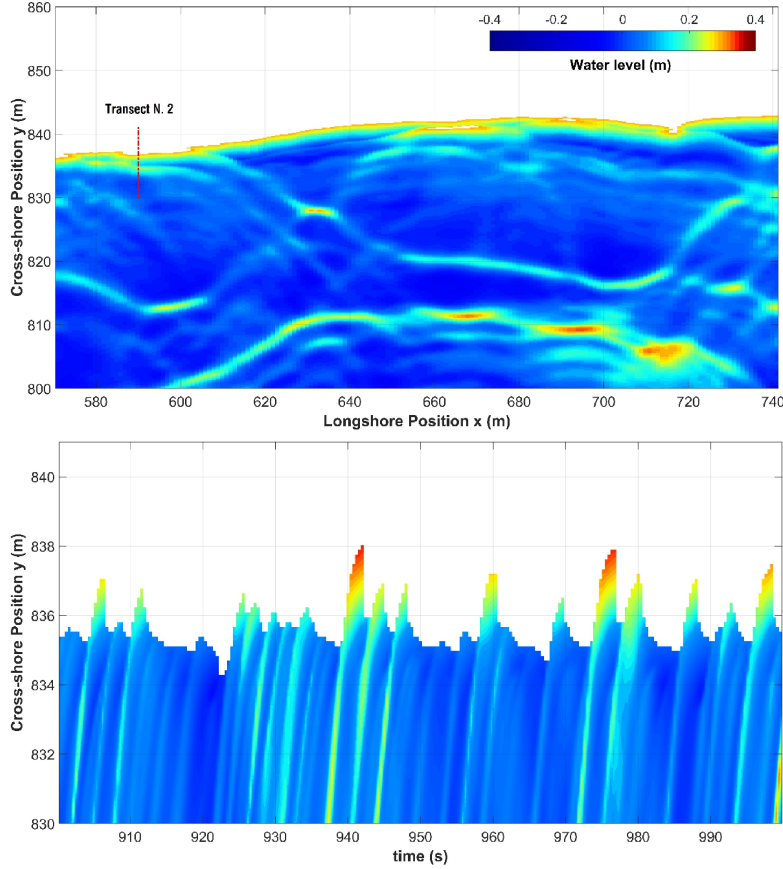 860
-0.4 -0.2 0 0.2 0.4
Water level (m)
850
Transect N. 2
840
830
820
810
800
Cross-shore Position y (m)
580 600 620 640 660 680 700 720 740
Longshore Position x (m)
840
838
836
834
832
830
Cross-shore Position y (m)
910 920 930 940 950 960 970 980 990
time (s)